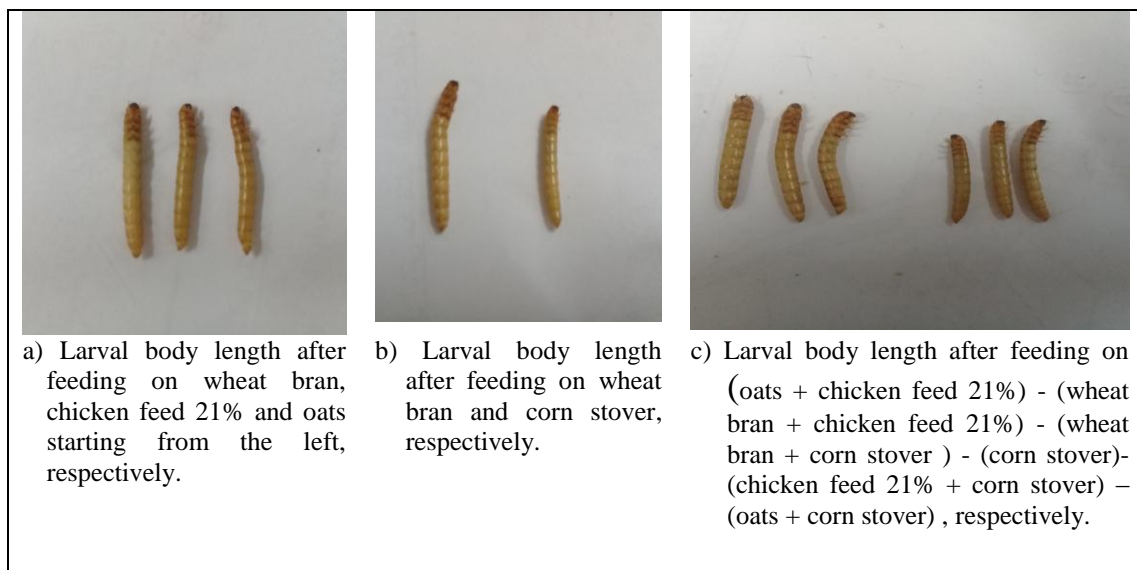 a) Larval body length after
feeding on wheat bran,
chicken feed 21% and oats
starting from the left,
respectively.
b) Larval body length
after feeding on wheat
bran and corn stover,
respectively.
c) Larval body length after feeding on
(oats + chicken feed 21%) - (wheat
bran + chicken feed 21%) - (wheat
bran + corn stover ) - (corn stover)-
(chicken feed 21% + corn stover) –
(oats + corn stover) , respectively.